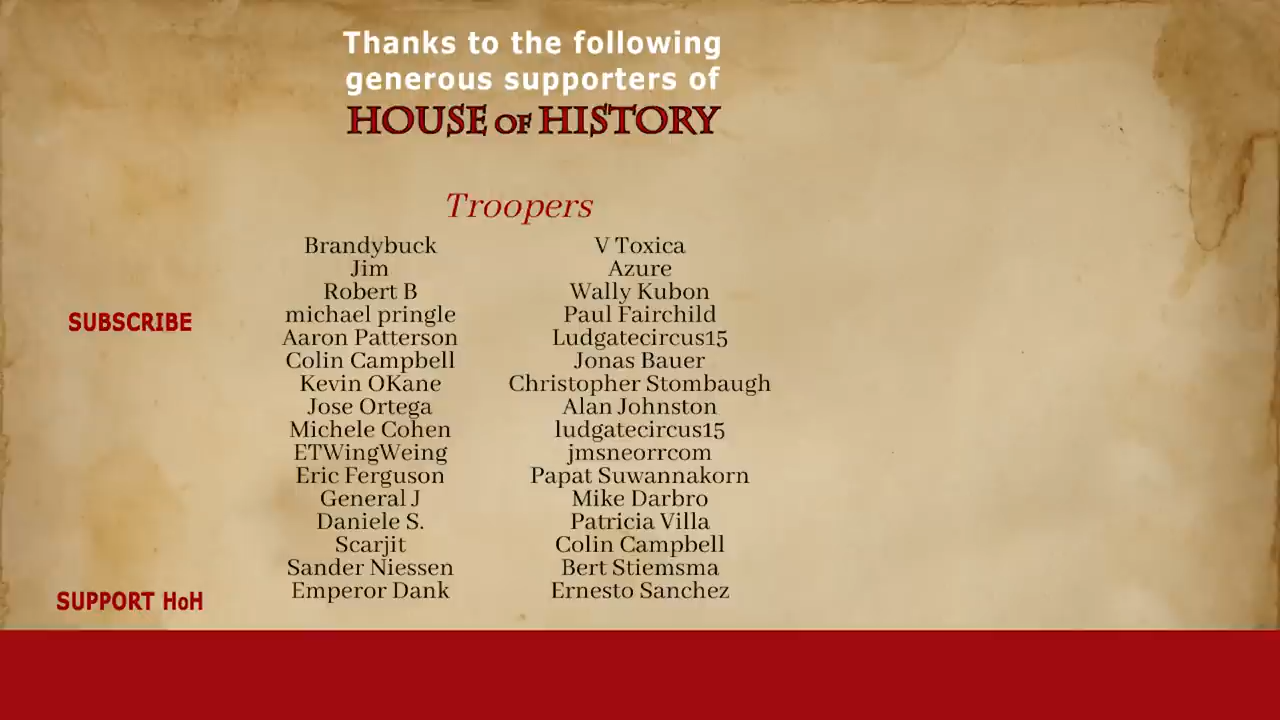 Thanks to the following
generous supporters of
HOUSE OF HISTORY
Troopers
Brandybuck
Jim
Robert B
michael pringle
Aaron Patterson
Colin Campbell
Kevin OKane
Jose Ortega
Michele Cohen
ETWingWeing
Eric Ferguson
General J
Daniele S.
Scarjit
Sander Niessen
Emperor Dank
V Toxica
Azure
Wally Kubon
Paul Fairchild
Ludgatecircus15
Jonas Bauer
Christopher Stombaugh
Alan Johnston
ludgatecircus15
jmsneorrcom
Papat Suwannakorn
Mike Darbro
Patricia Villa
Colin Campbell
Bert Stiemsma
Ernesto Sanchez
SUBSCRIBE
SUPPORT HoH